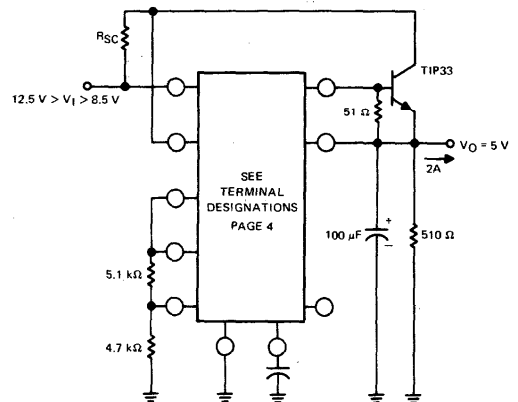 RSC
TIP33
12.5 V > VI > 8.5 V
51 Ω
VO = 5 V
2A
SEE
TERMINAL
DESIGNATIONS
PAGE 4
100 µF
+
−
510 Ω
5.1 kΩ
4.7 kΩ